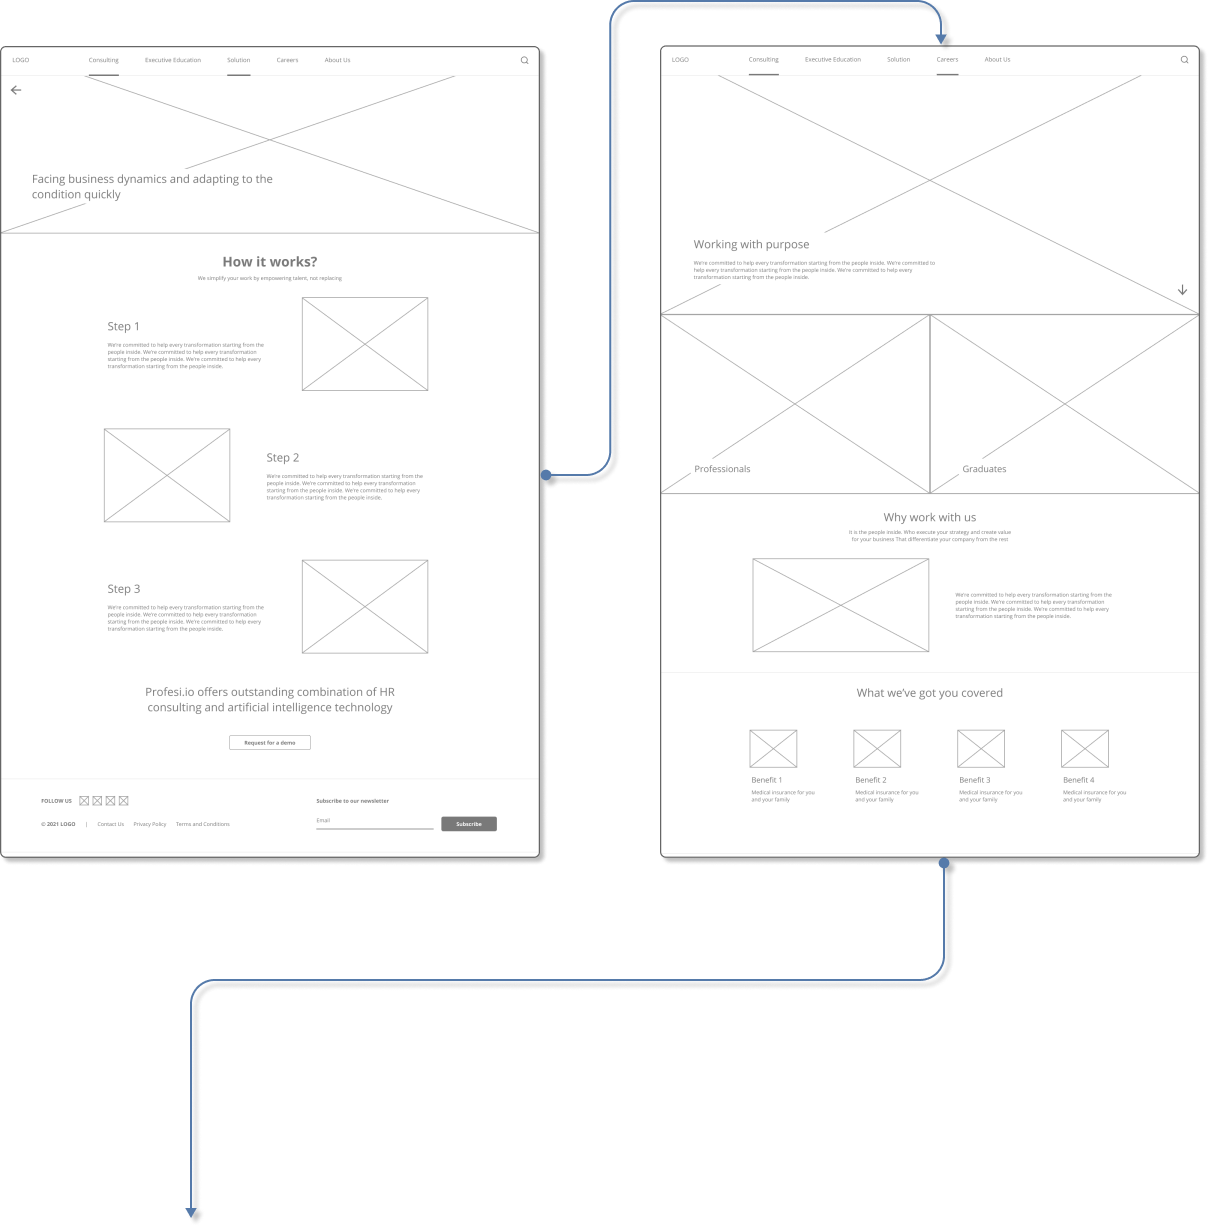 LOGO Consulting Executive Education Solution Careers About Us
Facing business dynamics and adapting to the
condition quickly
How it works?
We simplify your work by empowering talent, not replacing
Step 1
We're committed to help every transformation starting from the
people inside. We're committed to help every transformation
starting from the people inside. We're committed to help every
transformation starting from the people inside.
Step 2
We're committed to help every transformation starting from the
people inside. We're committed to help every transformation
starting from the people inside. We're committed to help every
transformation starting from the people inside.
Step 3
We're committed to help every transformation starting from the
people inside. We're committed to help every transformation
starting from the people inside. We're committed to help every
transformation starting from the people inside.
Profesi.io offers outstanding combination of HR
consulting and artificial intelligence technology
Request for a demo
FOLLOW US
Subscribe to our newsletter
© 2021 LOGO | Contact Us Privacy Policy Terms and Conditions
Email
Subscribe
LOGO Consulting Executive Education Solution Careers About Us
Working with purpose
We're committed to help every transformation starting from the people inside. We're committed to
help every transformation starting from the people inside. We're committed to help every
transformation starting from the people inside.
Professionals
Graduates
Why work with us
It is the people inside. Who execute your strategy and create value
for your business That differentiate your company from the rest
We're committed to help every transformation starting from the
people inside. We're committed to help every transformation
starting from the people inside. We're committed to help every
transformation starting from the people inside.
What we've got you covered
Benefit 1
Medical insurance for you
and your family
Benefit 2
Medical insurance for you
and your family
Benefit 3
Medical insurance for you
and your family
Benefit 4
Medical insurance for you
and your family